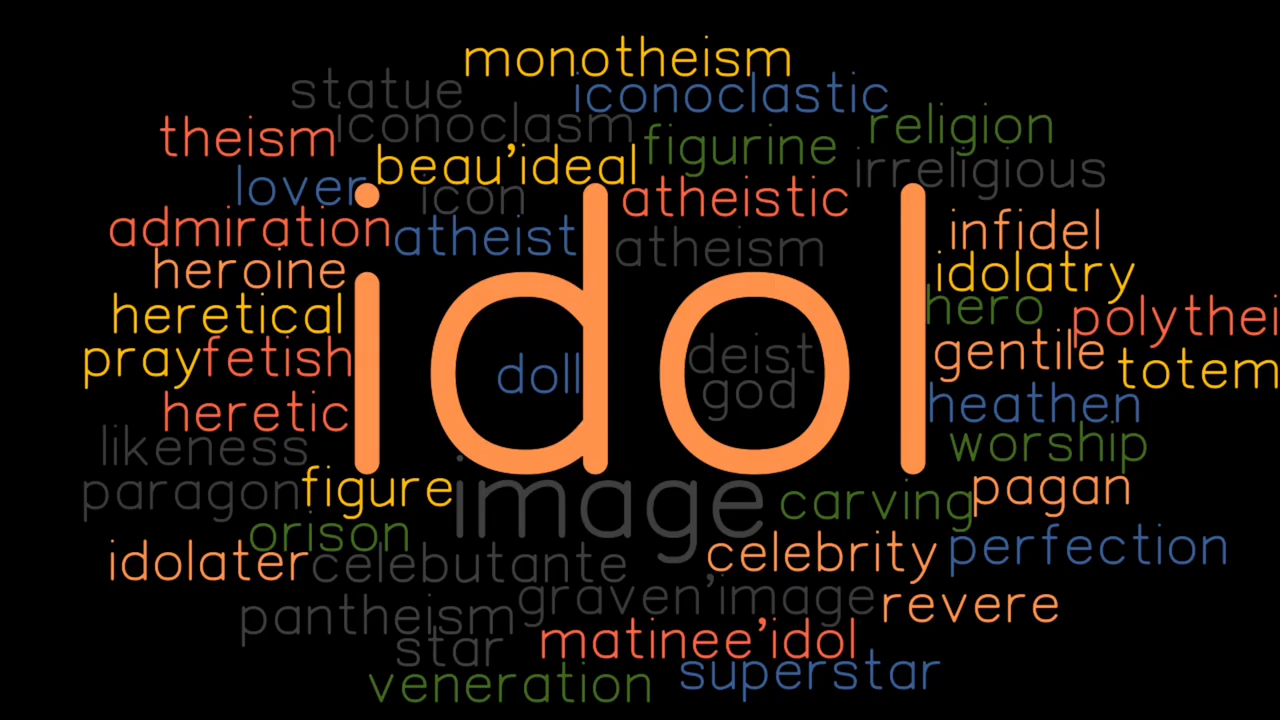 monotheism
statue
iconoclastic
iconoclasm
religion
theism
figurine
beau'ideal
irreligious
lover
icon
atheistic
admiration
atheist
atheism
infidel
heroine
idolatry
idol
heretical
hero
polythei
pray
fetish
deist
gentile
doll
totem
god
heretic
heathen
likeness
worship
paragon
figure
image
carving
pagan
orison
idolater
celebutante
celebrity
perfection
graven'image
revere
pantheism
star
matinee'idol
superstar
veneration